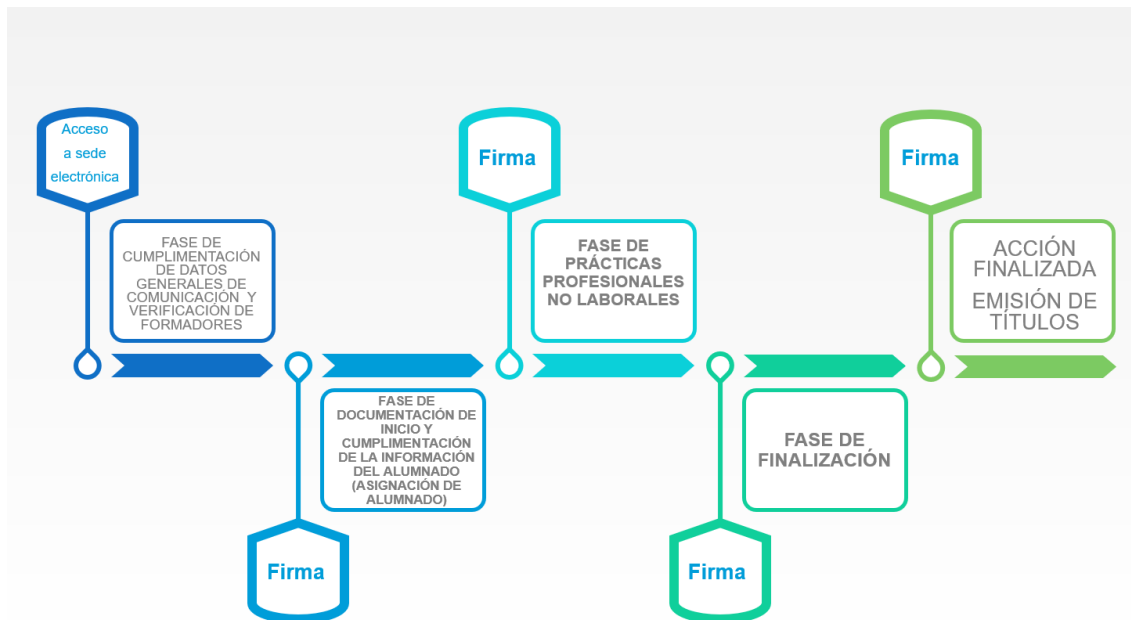 Acceso
a sede
electrónica
FASE DE
CUMPLIMENTACIÓN
DE DATOS
GENERALES DE
COMUNICACIÓN Y
VERIFICACIÓN DE
FORMADORES
Firma
FASE DE
DOCUMENTACIÓN DE
INICIO Y
CUMPLIMENTACIÓN
DE LA INFORMACIÓN
DEL ALUMNADO
(ASIGNACIÓN DE
ALUMNADO)
Firma
FASE DE
PRÁCTICAS
PROFESIONALES
NO LABORALES
Firma
FASE DE
FINALIZACIÓN
Firma
ACCIÓN
FINALIZADA
EMISIÓN DE
TÍTULOS